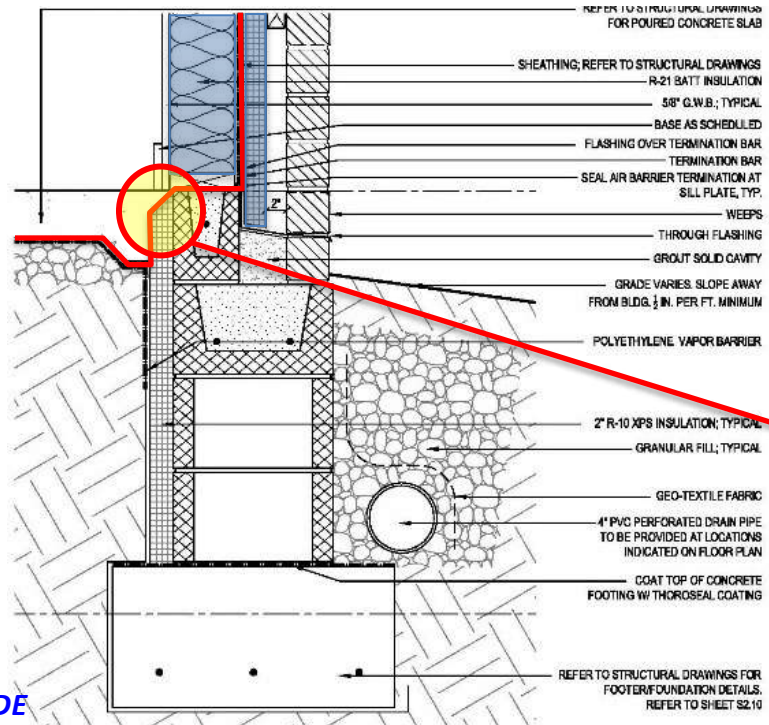 REFER TO STRUCTURAL DRAWINGS
FOR POURED CONCRETE SLAB
SHEATHING; REFER TO STRUCTURAL DRAWINGS
R-21 BATT INSULATION
5/8" G.W.B.; TYPICAL
BASE AS SCHEDULED
FLASHING OVER TERMINATION BAR
TERMINATION BAR
SEAL AIR BARRIER TERMINATION AT
SILL PLATE, TYP.
2"
WEEPS
THROUGH FLASHING
GROUT SOLID CAVITY
GRADE VARIES. SLOPE AWAY
FROM BLDG. ½ IN. PER FT. MINIMUM
POLYETHYLENE VAPOR BARRIER
2" R-10 XPS INSULATION; TYPICAL
GRANULAR FILL; TYPICAL
GEO-TEXTILE FABRIC
4" PVC PERFORATED DRAIN PIPE
TO BE PROVIDED AT LOCATIONS
INDICATED ON FLOOR PLAN
COAT TOP OF CONCRETE
FOOTING W/ THOROSEAL COATING
REFER TO STRUCTURAL DRAWINGS FOR
FOOTER/FOUNDATION DETAILS.
REFER TO SHEET S2.10
DE